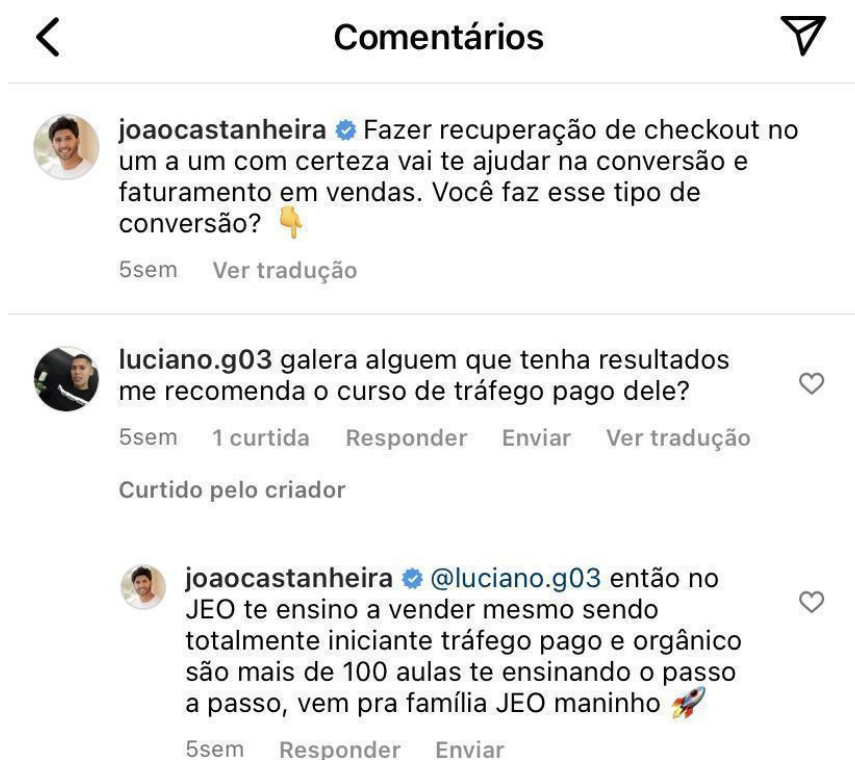 Comentários
joaocastanheira Fazer recuperação de checkout no
um a um com certeza vai te ajudar na conversão e
faturamento em vendas. Você faz esse tipo de
conversão? 👇
5sem Ver tradução
luciano.g03 galera alguem que tenha resultados
me recomenda o curso de tráfego pago dele?
5sem 1 curtida Responder Enviar Ver tradução
Curtido pelo criador
joaocastanheira @luciano.g03 então no
JEO te ensino a vender mesmo sendo
totalmente iniciante tráfego pago e orgânico
são mais de 100 aulas te ensinando o passo
a passo, vem pra família JEO maninho 🚀
5sem Responder Enviar